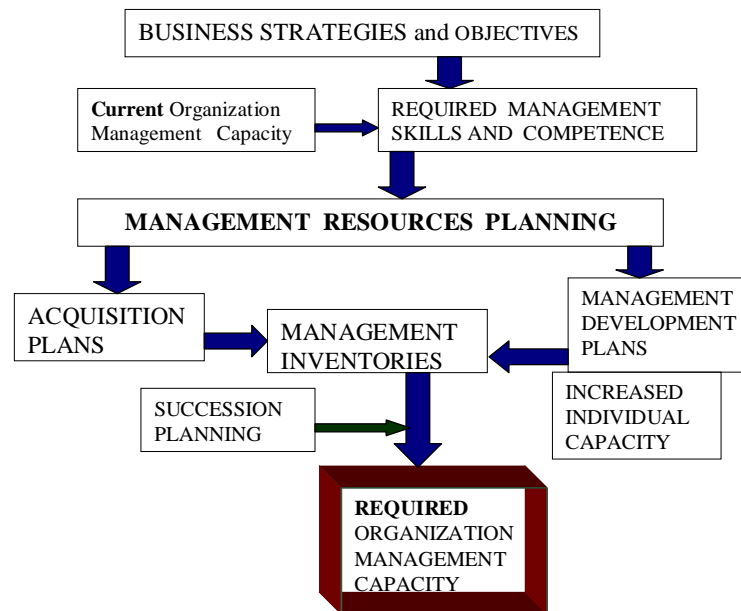 BUSINESS STRATEGIES and OBJECTIVES
Current Organization
Management Capacity
REQUIRED MANAGEMENT
SKILLS AND COMPETENCE
MANAGEMENT RESOURCES PLANNING
ACQUISITION
PLANS
MANAGEMENT
INVENTORIES
MANAGEMENT
DEVELOPMENT
PLANS
SUCCESSION
PLANNING
INCREASED
INDIVIDUAL
CAPACITY
REQUIRED
ORGANIZATION
MANAGEMENT
CAPACITY